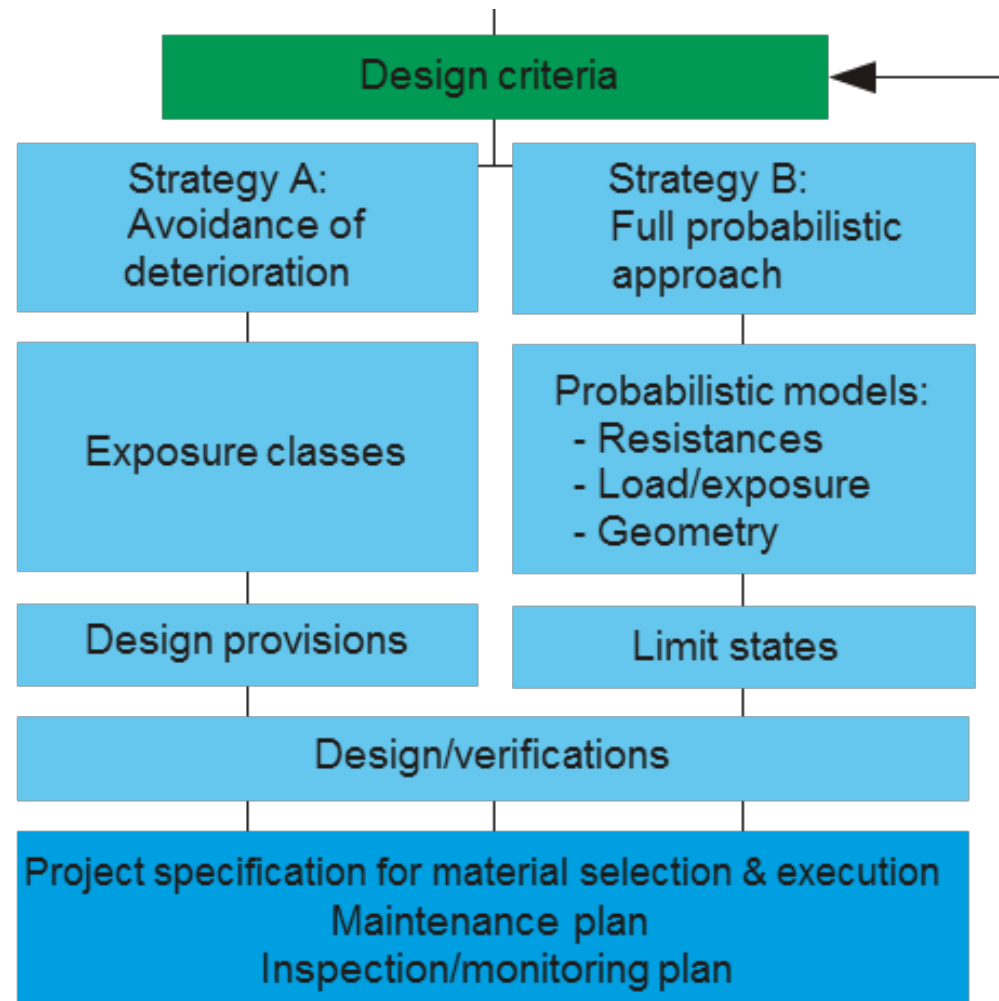 Design criteria
Strategy A:
Avoidance of
deterioration
Strategy B:
Full probabilistic
approach
Exposure classes
Probabilistic models:
- Resistances
- Load/exposure
- Geometry
Design provisions
Limit states
Design/verifications
Project specification for material selection & execution
Maintenance plan
Inspection/monitoring plan